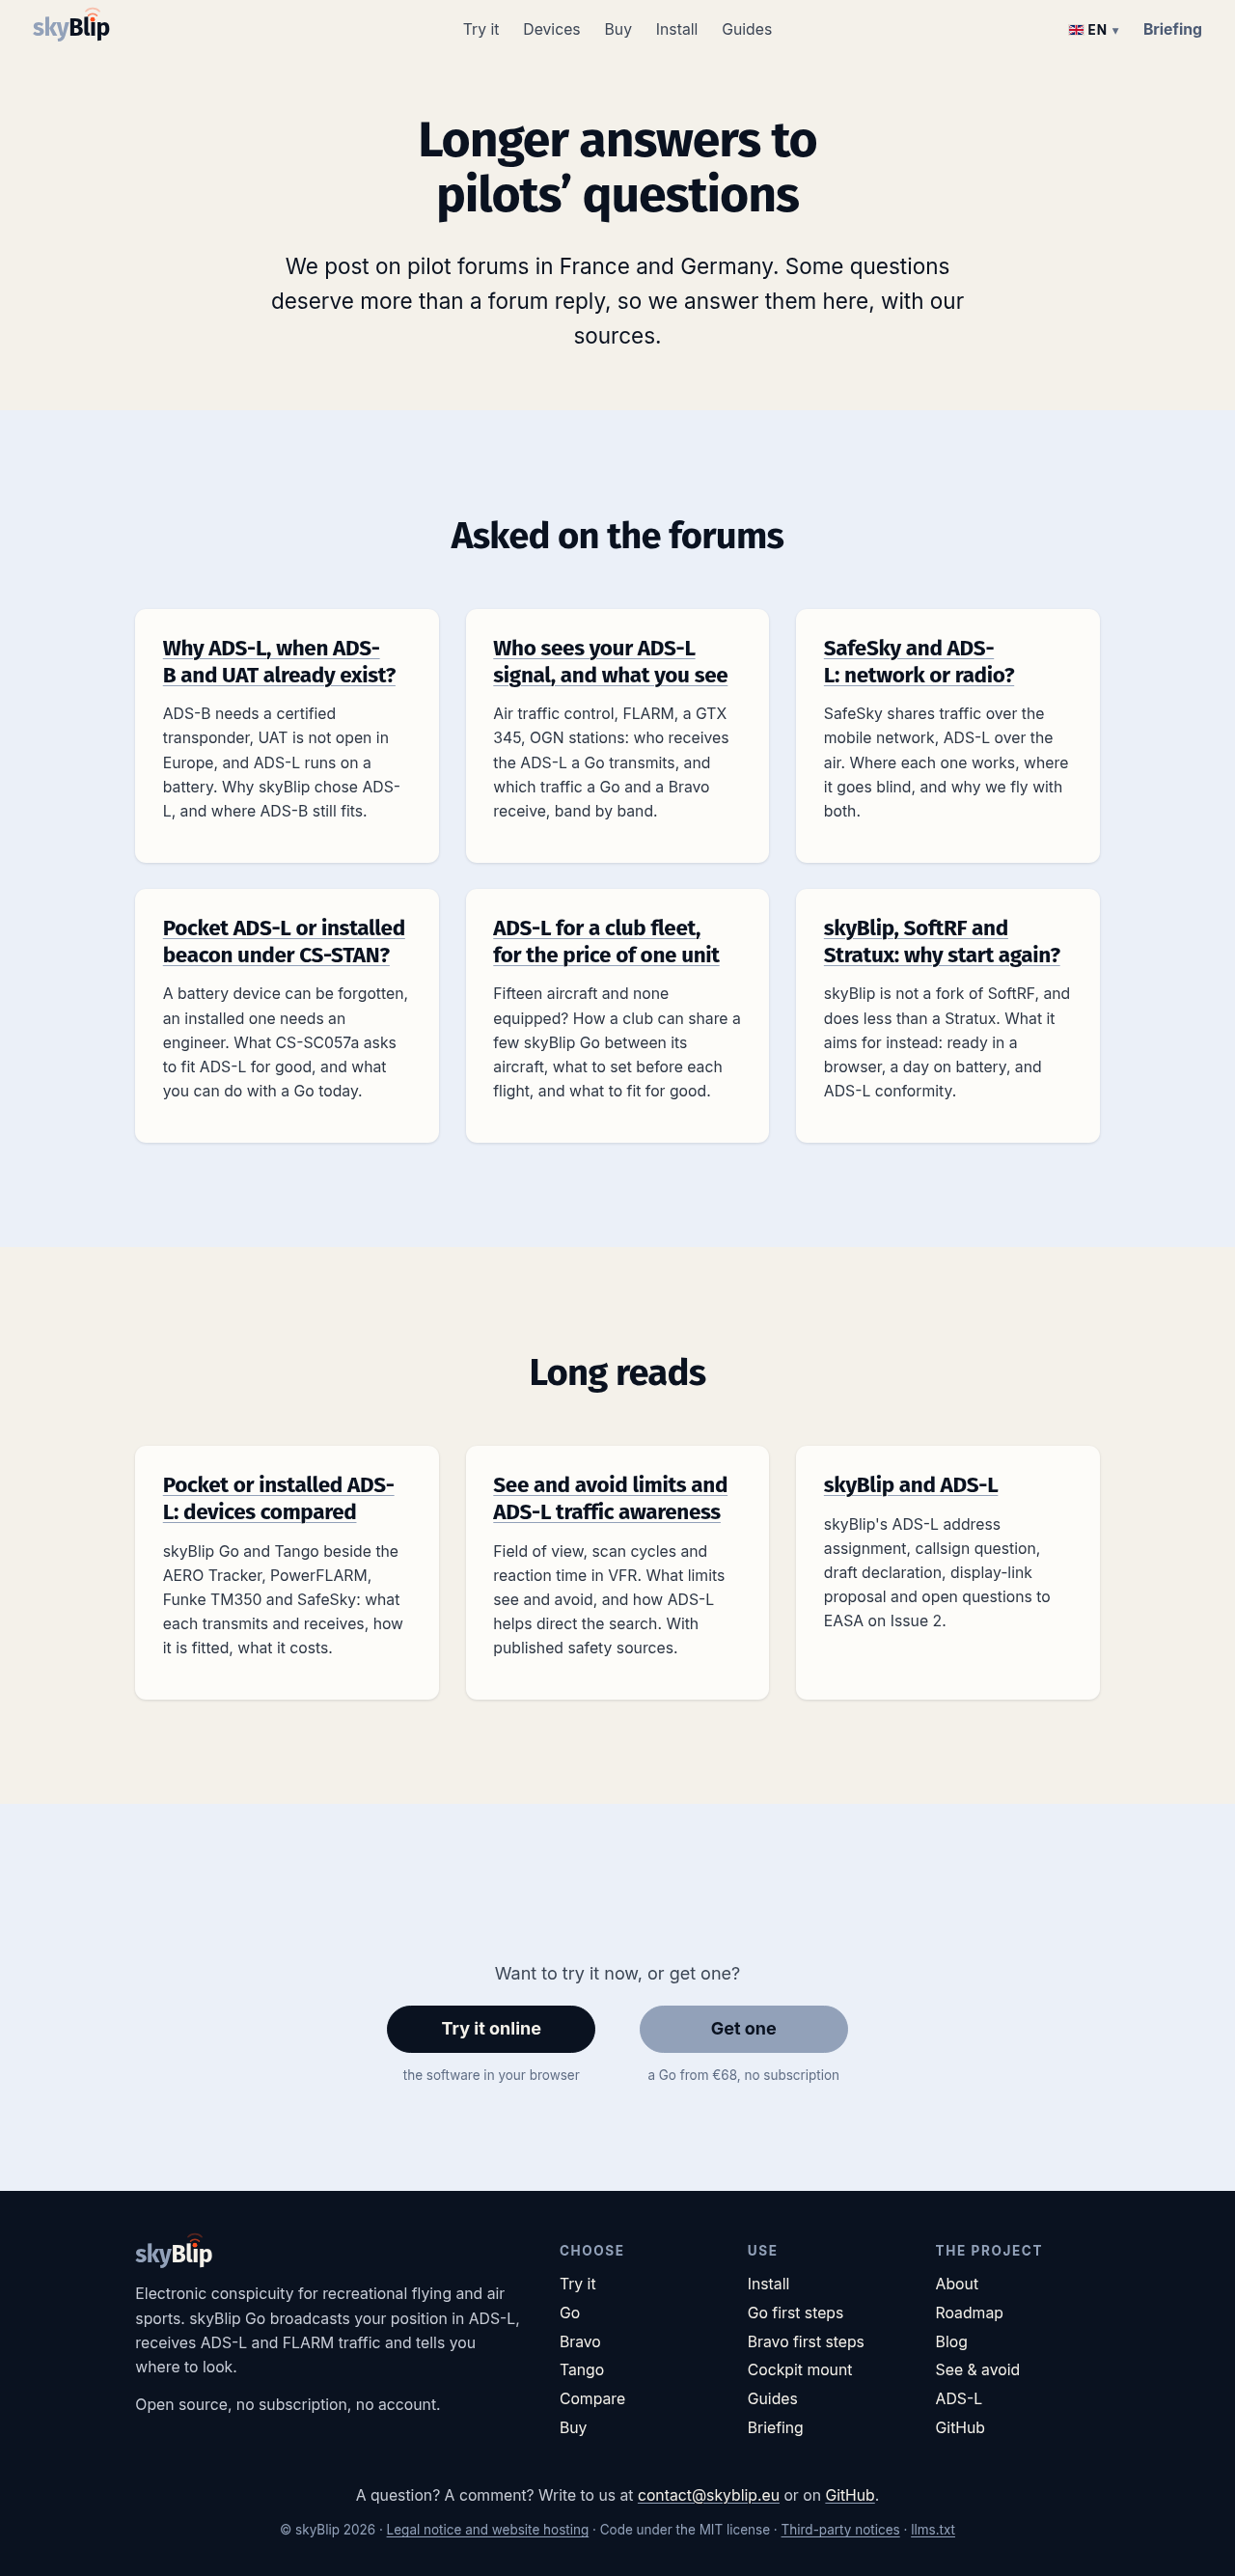 skyBlip
Try it
Devices
Buy
Install
Guides
EN ▾
Briefing
Longer answers to
pilots’ questions
We post on pilot forums in France and Germany. Some questions
deserve more than a forum reply, so we answer them here, with our
sources.
Asked on the forums
Why ADS-L, when ADS-
B and UAT already exist?
ADS-B needs a certified
transponder, UAT is not open in
Europe, and ADS-L runs on a
battery. Why skyBlip chose ADS-
L, and where ADS-B still fits.
Who sees your ADS-L
signal, and what you see
Air traffic control, FLARM, a GTX
345, OGN stations: who receives
the ADS-L a Go transmits, and
which traffic a Go and a Bravo
receive, band by band.
SafeSky and ADS-
L: network or radio?
SafeSky shares traffic over the
mobile network, ADS-L over the
air. Where each one works, where
it goes blind, and why we fly with
both.
Pocket ADS-L or installed
beacon under CS-STAN?
A battery device can be forgotten,
an installed one needs an
engineer. What CS-SC057a asks
to fit ADS-L for good, and what
you can do with a Go today.
ADS-L for a club fleet,
for the price of one unit
Fifteen aircraft and none
equipped? How a club can share a
few skyBlip Go between its
aircraft, what to set before each
flight, and what to fit for good.
skyBlip, SoftRF and
Stratux: why start again?
skyBlip is not a fork of SoftRF, and
does less than a Stratux. What it
aims for instead: ready in a
browser, a day on battery, and
ADS-L conformity.
Long reads
Pocket or installed ADS-
L: devices compared
skyBlip Go and Tango beside the
AERO Tracker, PowerFLARM,
Funke TM350 and SafeSky: what
each transmits and receives, how
it is fitted, what it costs.
See and avoid limits and
ADS-L traffic awareness
Field of view, scan cycles and
reaction time in VFR. What limits
see and avoid, and how ADS-L
helps direct the search. With
published safety sources.
skyBlip and ADS-L
skyBlip's ADS-L address
assignment, callsign question,
draft declaration, display-link
proposal and open questions to
EASA on Issue 2.
Want to try it now, or get one?
Try it online
the software in your browser
Get one
a Go from €68, no subscription
skyBlip
Electronic conspicuity for recreational flying and air
sports. skyBlip Go broadcasts your position in ADS-L,
receives ADS-L and FLARM traffic and tells you
where to look.
Open source, no subscription, no account.
CHOOSE
Try it
Go
Bravo
Tango
Compare
Buy
USE
Install
Go first steps
Bravo first steps
Cockpit mount
Guides
Briefing
THE PROJECT
About
Roadmap
Blog
See & avoid
ADS-L
GitHub
A question? A comment? Write to us at contact@skyblip.eu or on GitHub.
© skyBlip 2026 · Legal notice and website hosting · Code under the MIT license · Third-party notices · llms.txt